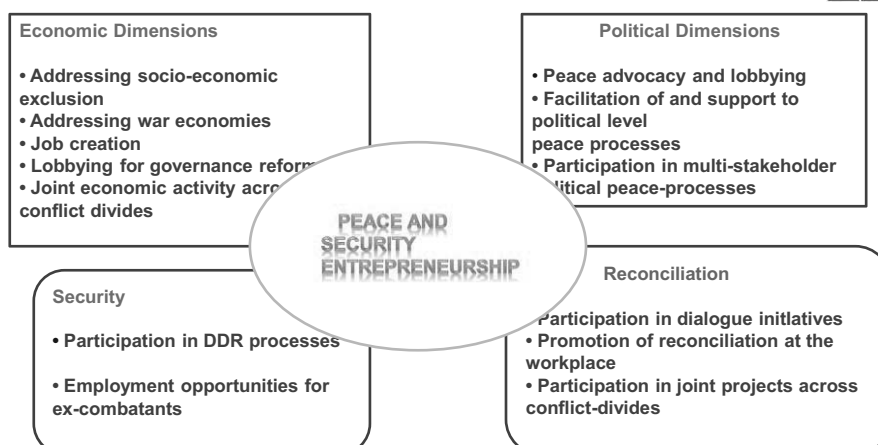 Economic Dimensions
• Addressing socio-economic
exclusion
• Addressing war economies
• Job creation
• Lobbying for governance reform
• Joint economic activity acro
conflict divides
Political Dimensions
• Peace advocacy and lobbying
• Facilitation of and support to
political level
peace processes
• Participation in multi-stakeholder
litical peace-processes
PEACE AND
SECURITY
ENTREPRENEURSHIP
Security
• Participation in DDR processes
• Employment opportunities for
ex-combatants
Reconciliation
Participation in dialogue initlatives
• Promotion of reconciliation at the
workplace
• Participation in joint projects across
conflict-divides